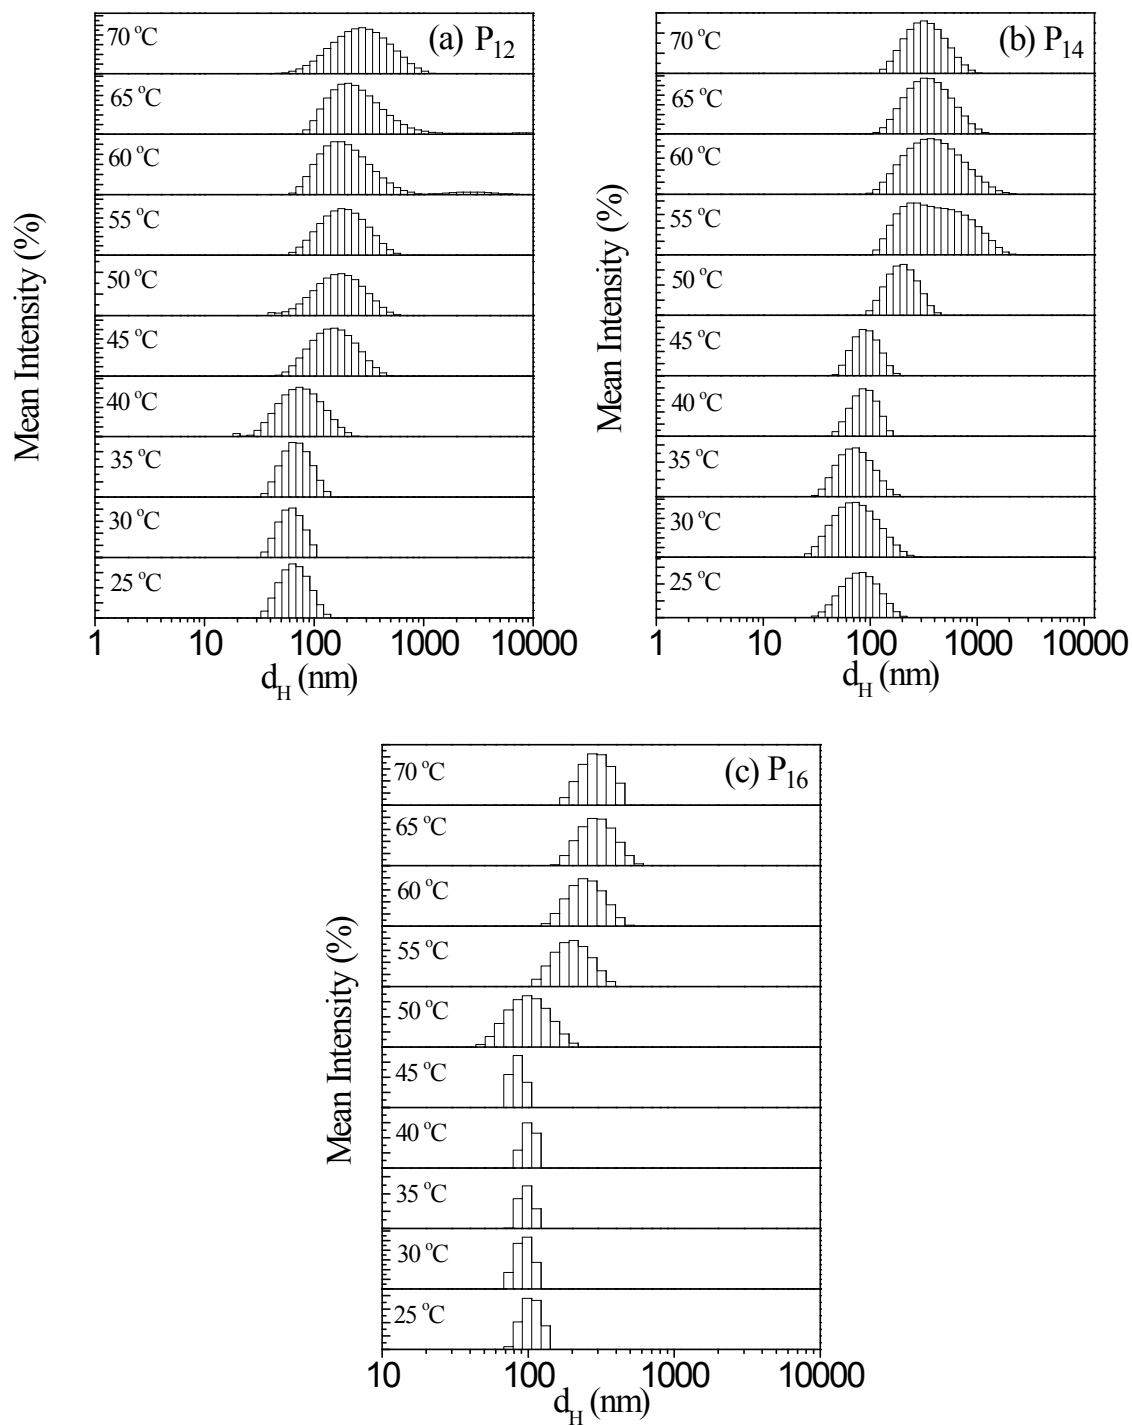 (a) P12
70 °C
65 °C
60 °C
55 °C
50 °C
45 °C
40 °C
35 °C
30 °C
25 °C
1 10 100 1000 10000
dH (nm)
Mean Intensity (%)
(b) P14
70 °C
65 °C
60 °C
55 °C
50 °C
45 °C
40 °C
35 °C
30 °C
25 °C
1 10 100 1000 10000
dH (nm)
Mean Intensity (%)
(c) P16
70 °C
65 °C
60 °C
55 °C
50 °C
45 °C
40 °C
35 °C
30 °C
25 °C
10 100 1000 10000
dH (nm)
Mean Intensity (%)